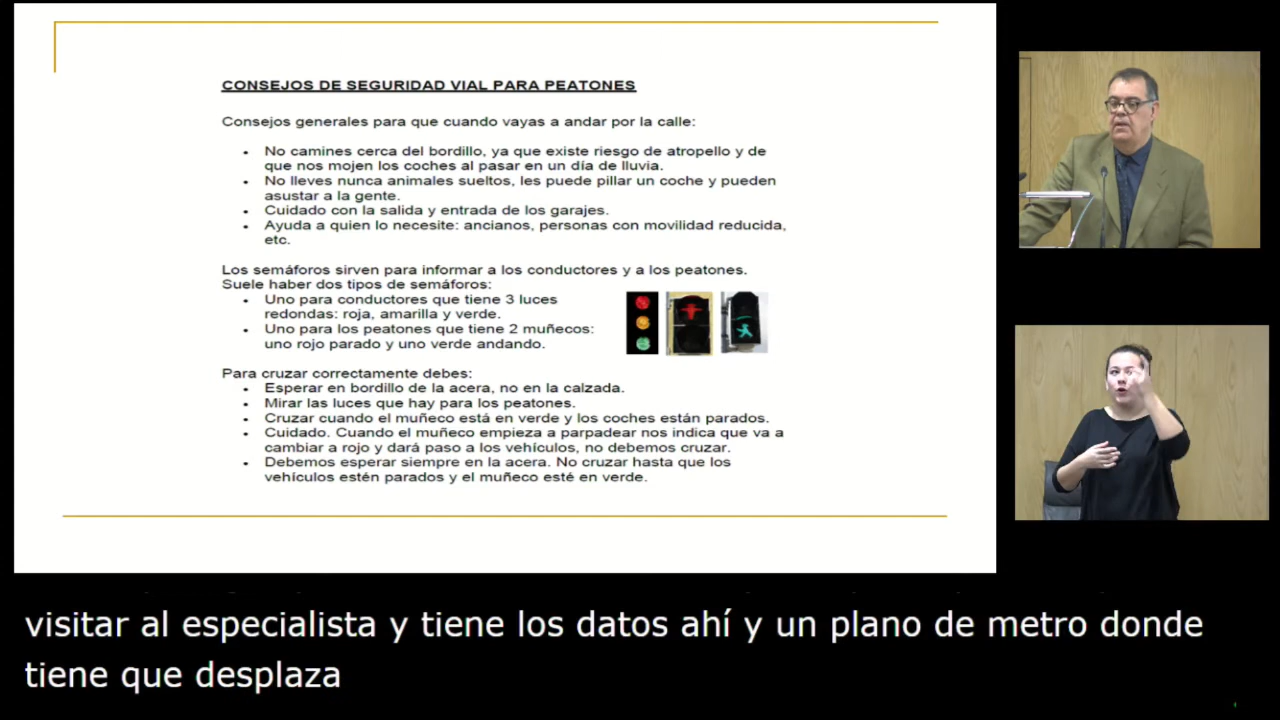 CONSEJOS DE SEGURIDAD VIAL PARA PEATONES
Consejos generales para que cuando vayas a andar por la calle:
• No camines cerca del bordillo, ya que existe riesgo de atropello y de
que nos mojen los coches al pasar en un día de lluvia.
• No lleves nunca animales sueltos, les puede pillar un coche y pueden
asustar a la gente.
• Cuidado con la salida y entrada de los garajes.
• Ayuda a quien lo necesite: ancianos, personas con movilidad reducida,
etc.
Los semáforos sirven para informar a los conductores y a los peatones.
Suele haber dos tipos de semáforos:
• Uno para conductores que tiene 3 luces
redondas: roja, amarilla y verde.
• Uno para los peatones que tiene 2 muñecos:
uno rojo parado y uno verde andando.
Para cruzar correctamente debes:
• Esperar en bordillo de la acera, no en la calzada.
• Mirar las luces que hay para los peatones.
• Cruzar cuando el muñeco está en verde y los coches están parados.
• Cuidado. Cuando el muñeco empieza a parpadear nos indica que va a
cambiar a rojo y dará paso a los vehículos, no debemos cruzar.
• Debemos esperar siempre en la acera. No cruzar hasta que los
vehículos estén parados y el muñeco esté en verde.
visitar al especialista y tiene los datos ahí y un plano de metro donde
tiene que desplaza